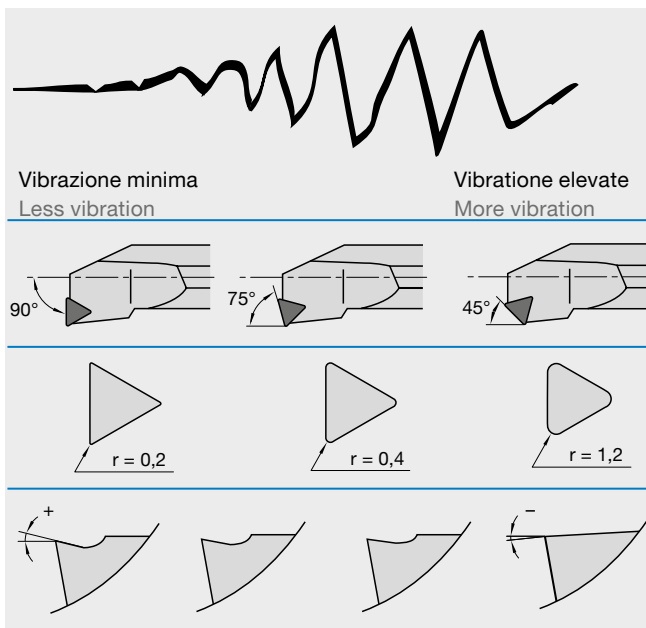 Vibrazione minima
Less vibration
Vibratione elevate
More vibration
90°
75°
45°
r = 0,2
r = 0,4
r = 1,2
+
–